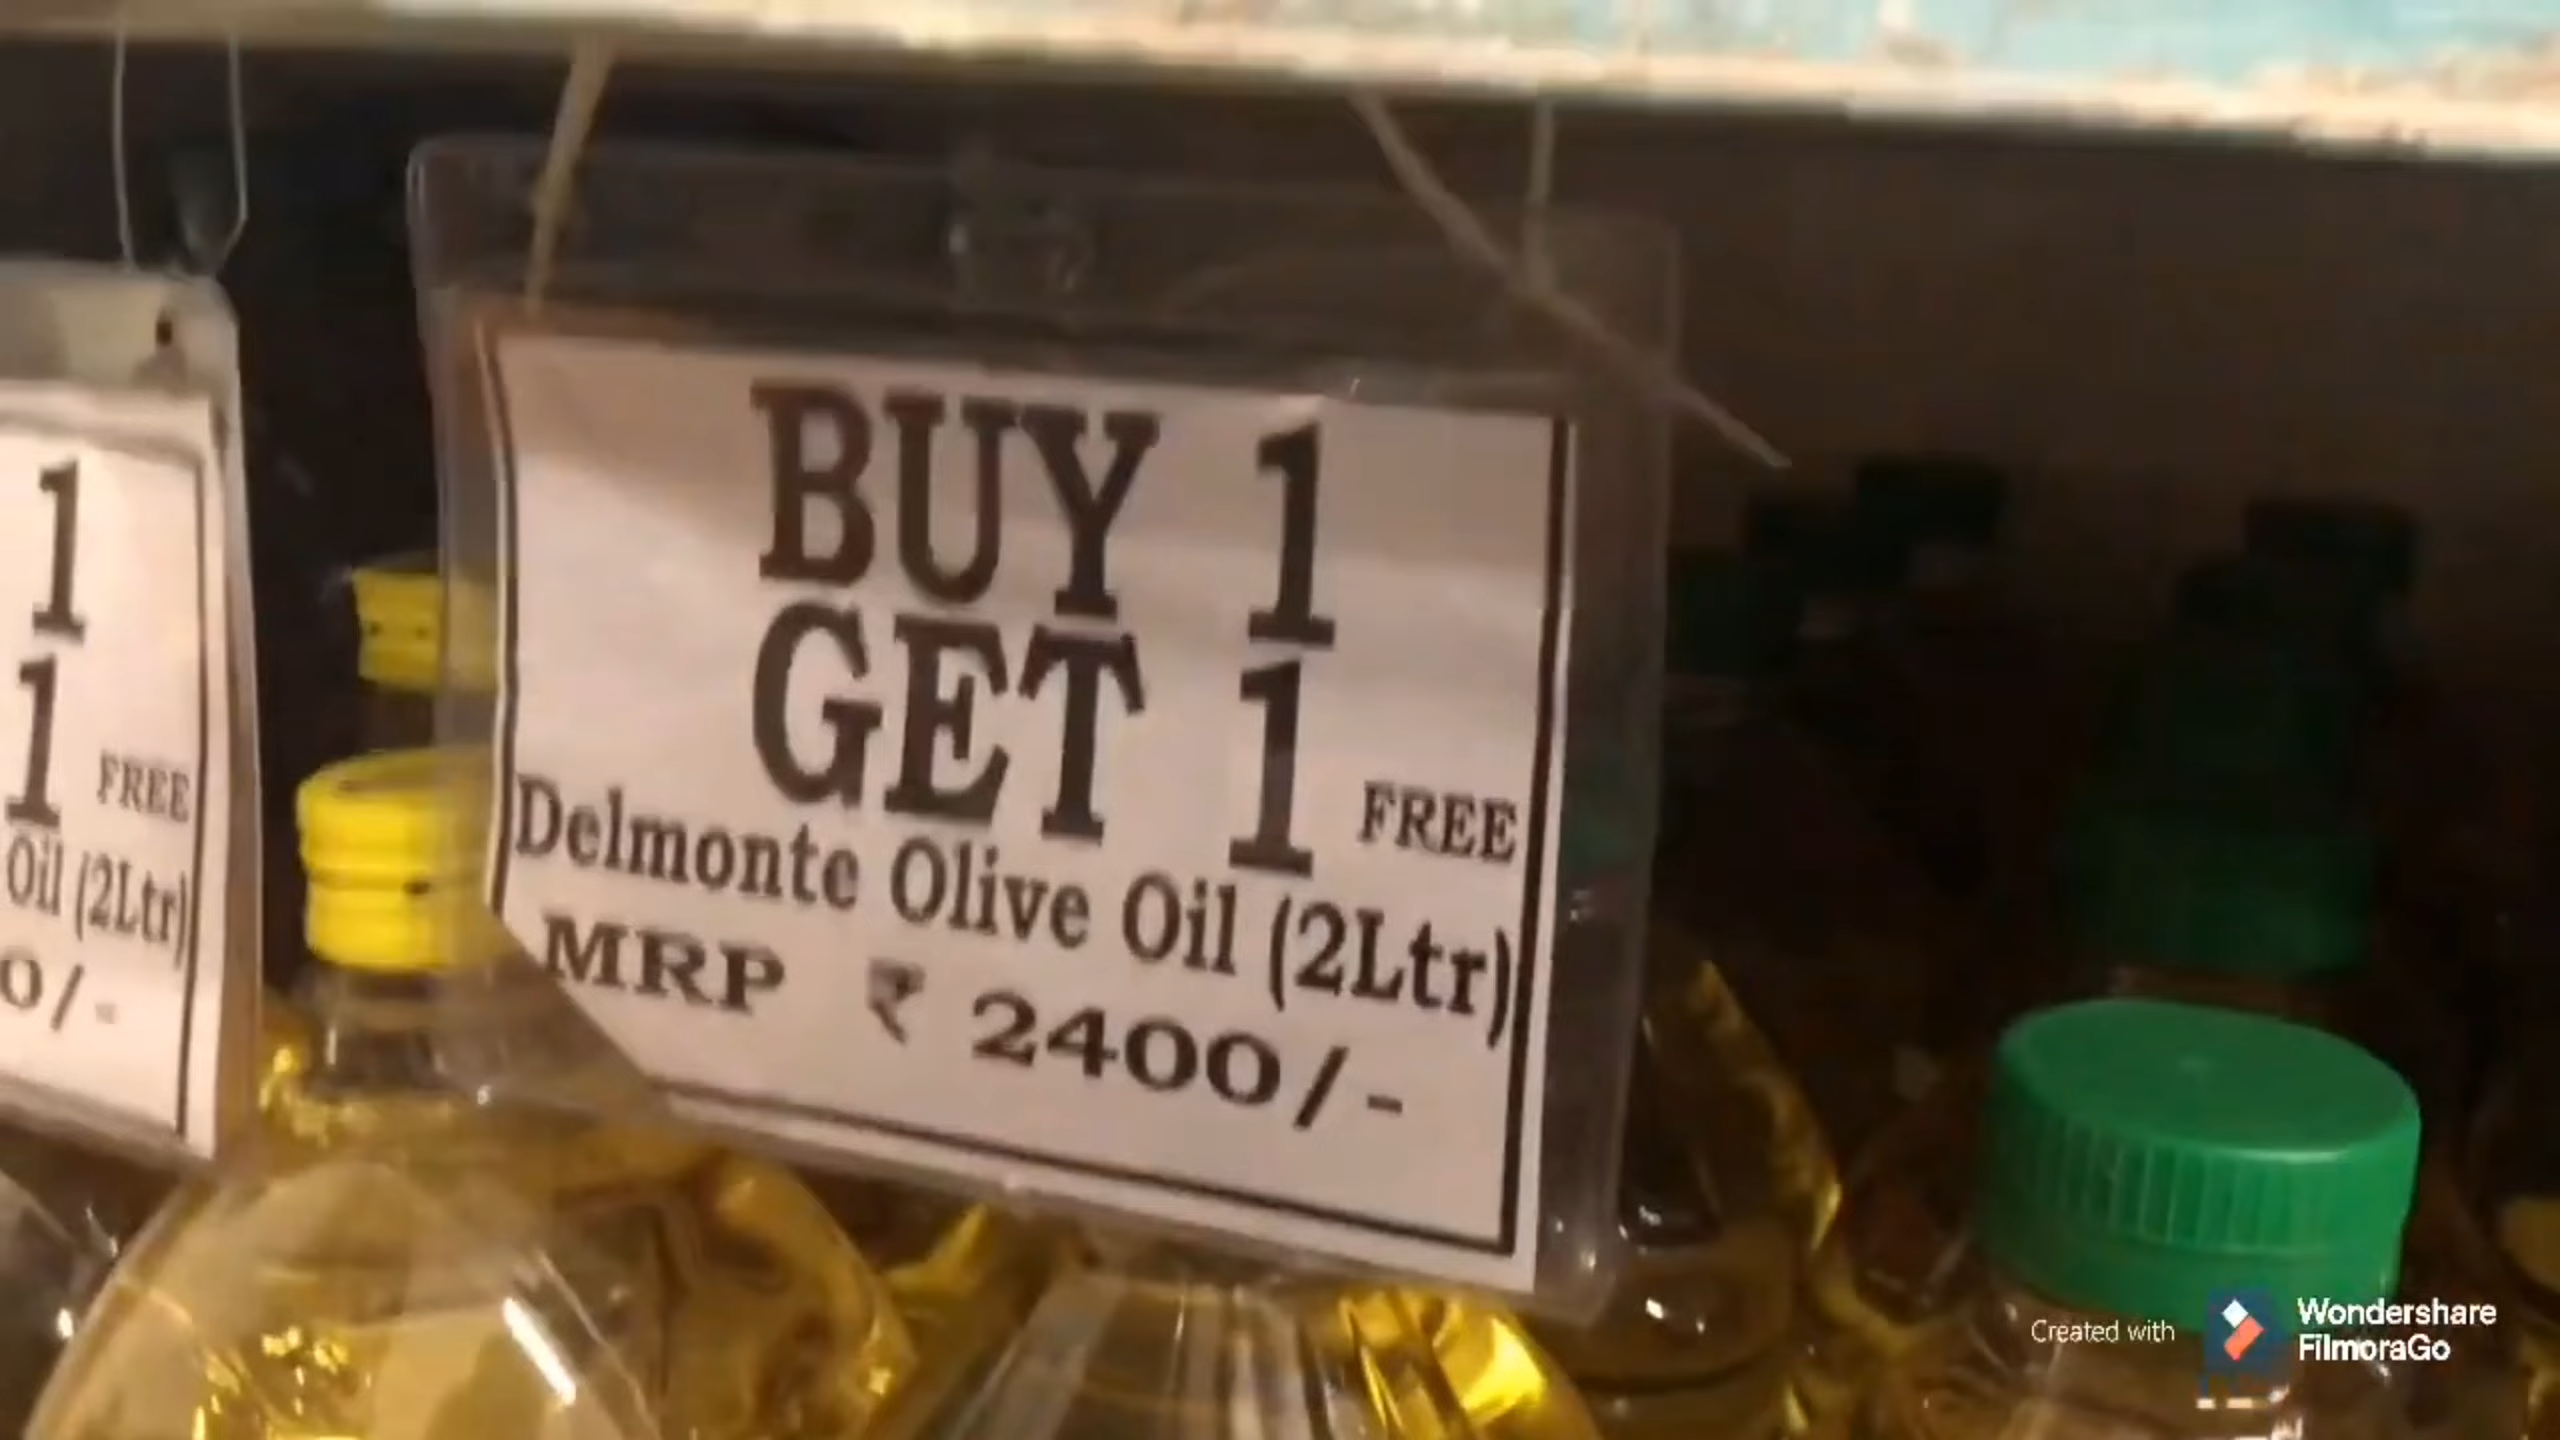 1
1 FREE
Oil (2Ltr)
0/-
BUY 1
GET 1 FREE
Delmonte Olive Oil (2Ltr)
MRP ₹ 2400/-
Created with
Wondershare
FilmoraGo